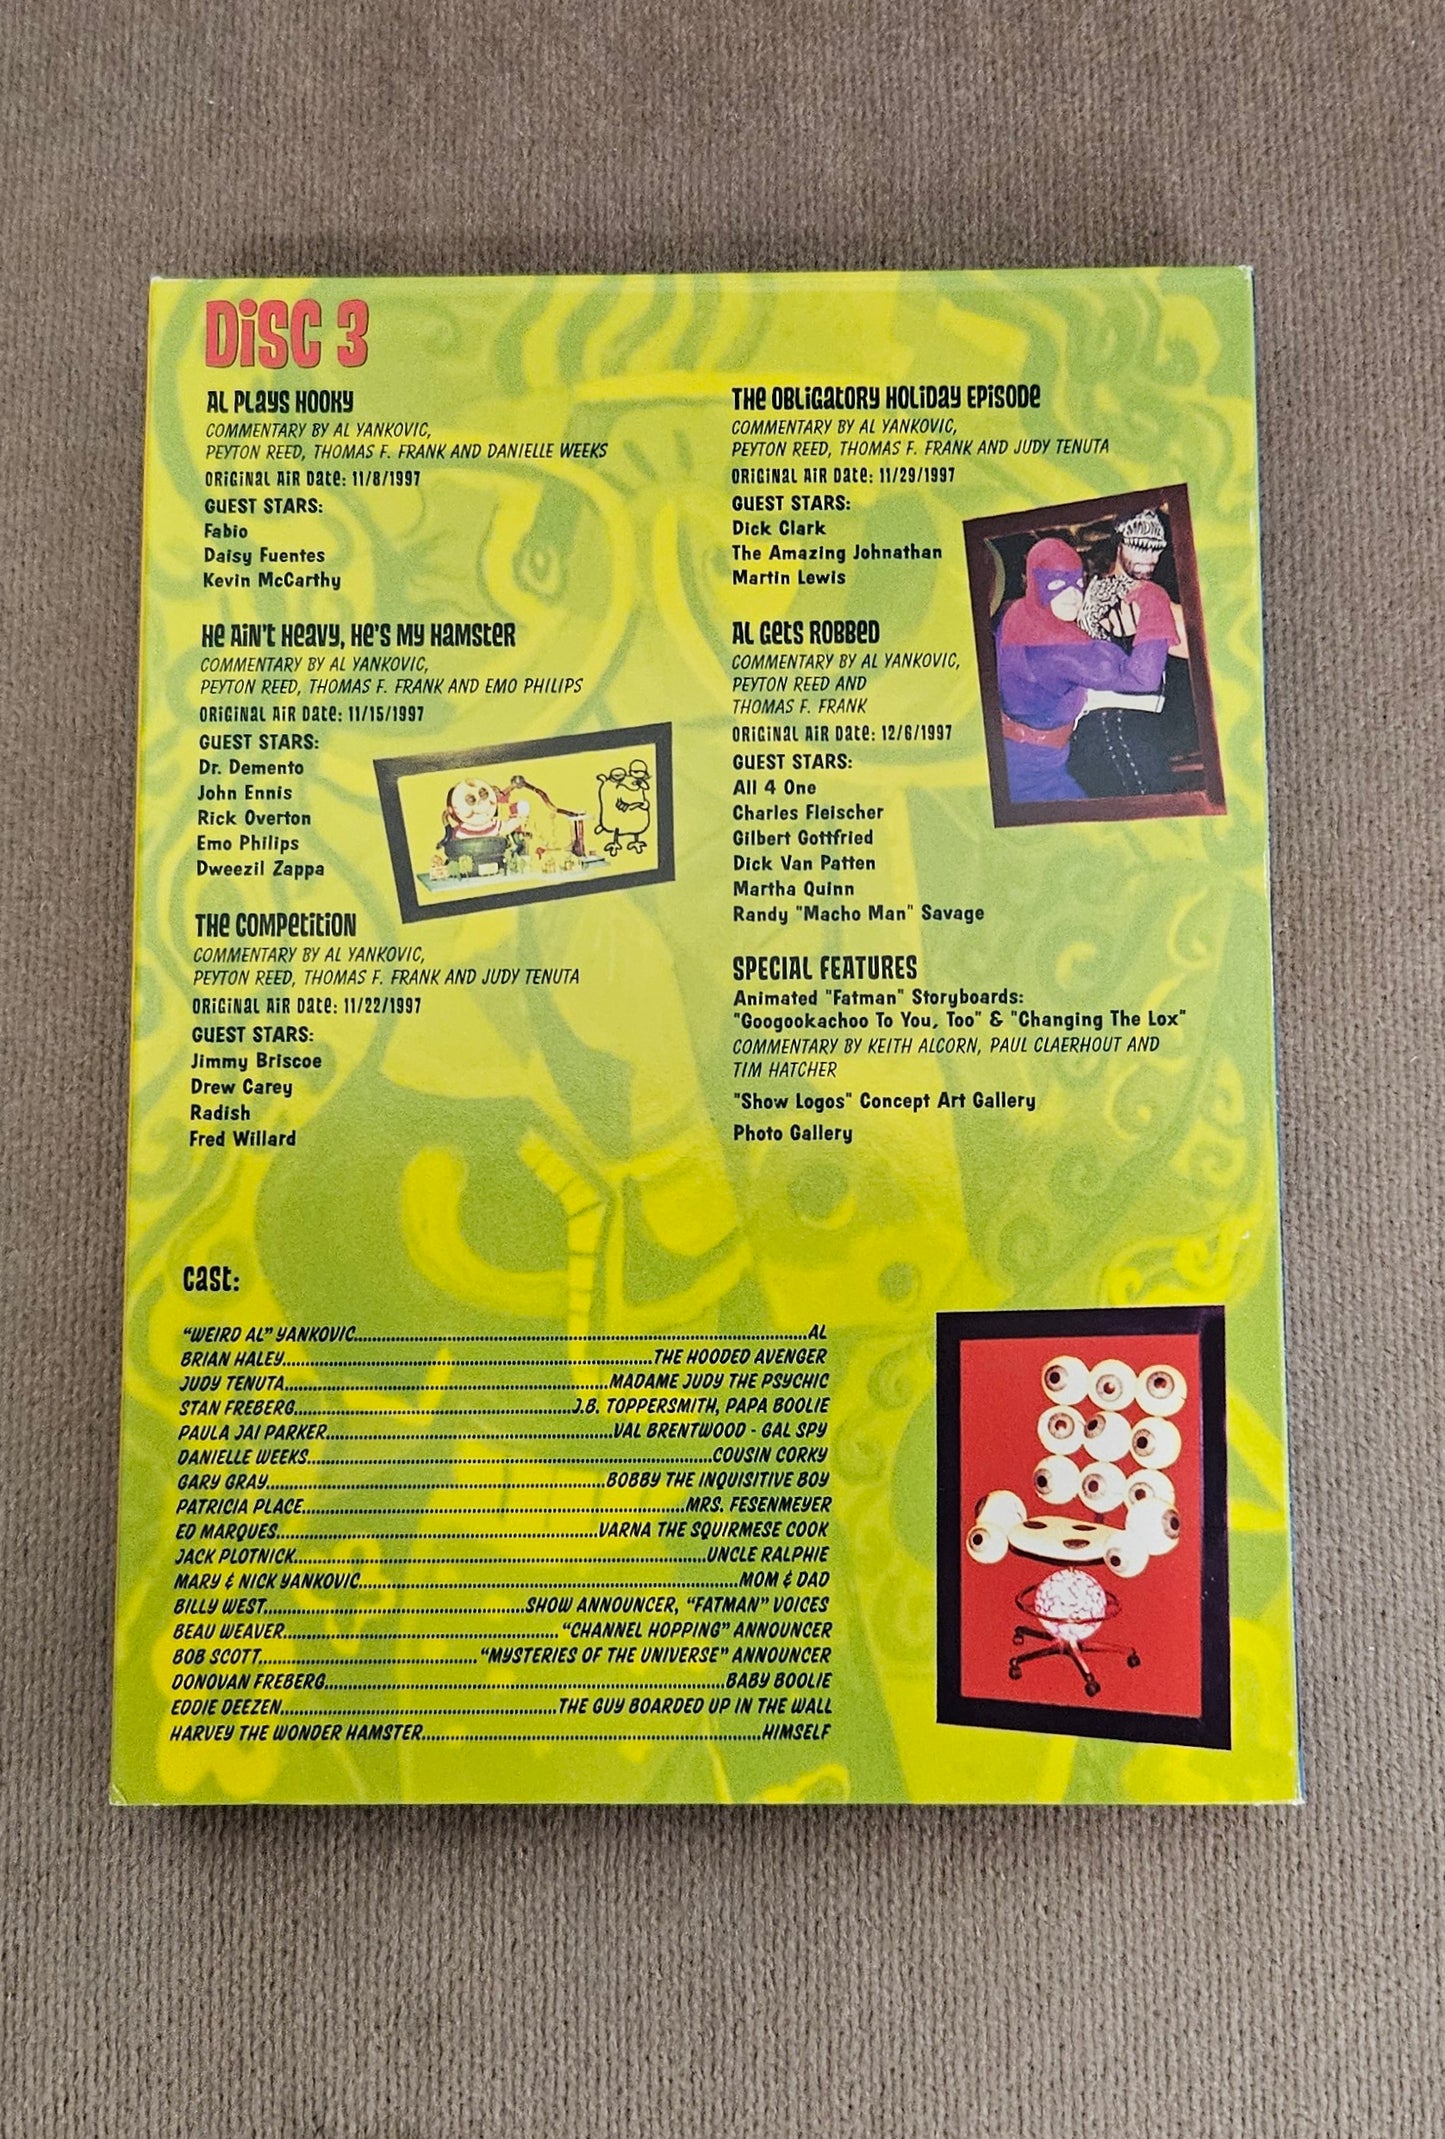 DiSC 3
AL PLAYS HOOKY
COMMENTARY BY AL YANKOVIC,
PEYTON REED, THOMAS F. FRANK AND DANIELLE WEEKS
ORIGINAL AIR DATE: 11/8/1997
GUEST STARS:
Fabio
Daisy Fuentes
Kevin McCarthy
HE AIN'T HEAVY, HE'S MY HAMSTER
COMMENTARY BY AL YANKOVIC,
PEYTON REED, THOMAS F. FRANK AND EMO PHILIPS
ORIGINAL AIR DATE: 11/15/1997
GUEST STARS:
Dr. Demento
John Ennis
Rick Overton
Emo Philips
Dweezil Zappa
THE COMPETITION
COMMENTARY BY AL YANKOVIC,
PEYTON REED, THOMAS F. FRANK AND JUDY TENUTA
ORIGINAL AIR DATE: 11/22/1997
GUEST STARS:
Jimmy Briscoe
Drew Carey
Radish
Fred Willard
THE OBLIGATORY HOLIDAY EPISODE
COMMENTARY BY AL YANKOVIC,
PEYTON REED, THOMAS F. FRANK AND JUDY TENUTA
ORIGINAL AIR DATE: 11/29/1997
GUEST STARS:
Dick Clark
The Amazing Johnathan
Martin Lewis
AL GETS ROBBED
COMMENTARY BY AL YANKOVIC,
PEYTON REED AND
THOMAS F. FRANK
ORIGINAL AIR DATE: 12/6/1997
GUEST STARS:
All 4 One
Charles Fleischer
Gilbert Gottfried
Dick Van Patten
Martha Quinn
Randy "Macho Man" Savage
SPECIAL FEATURES
Animated "Fatman" Storyboards:
"Googookachoo To You, Too" & "Changing The Lox"
COMMENTARY BY KEITH ALCORN, PAUL CLAERHOUT AND
TIM HATCHER
"Show Logos" Concept Art Gallery
Photo Gallery
CAST:
"WEIRD AL" YANKOVIC..........AL
BRIAN HALEY..........THE HOODED AVENGER
JUDY TENUTA..........MADAME JUDY THE PSYCHIC
STAN FREBERG..........J.B. TOPPERSMITH, PAPA BOOLIE
PAULA JAI PARKER..........VAL BRENTWOOD - GAL SPY
DANIELLE WEEKS..........COUSIN CORKY
GARY GRAY..........BOBBY THE INQUISITIVE BOY
PATRICIA PLACE..........MRS. FESENMEYER
ED MARQUES..........VARNA THE SQUIRMESE COOK
JACK PLOTNICK..........UNCLE RALPHIE
MARY & NICK YANKOVIC..........MOM & DAD
BILLY WEST..........SHOW ANNOUNCER, "FATMAN" VOICES
BEAU WEAVER.........."CHANNEL HOPPING" ANNOUNCER
BOB SCOTT.........."MYSTERIES OF THE UNIVERSE" ANNOUNCER
DONOVAN FREBERG..........BABY BOOLIE
EDDIE DEEZEN..........THE GUY BOARDED UP IN THE WALL
HARVEY THE WONDER HAMSTER..........HIMSELF